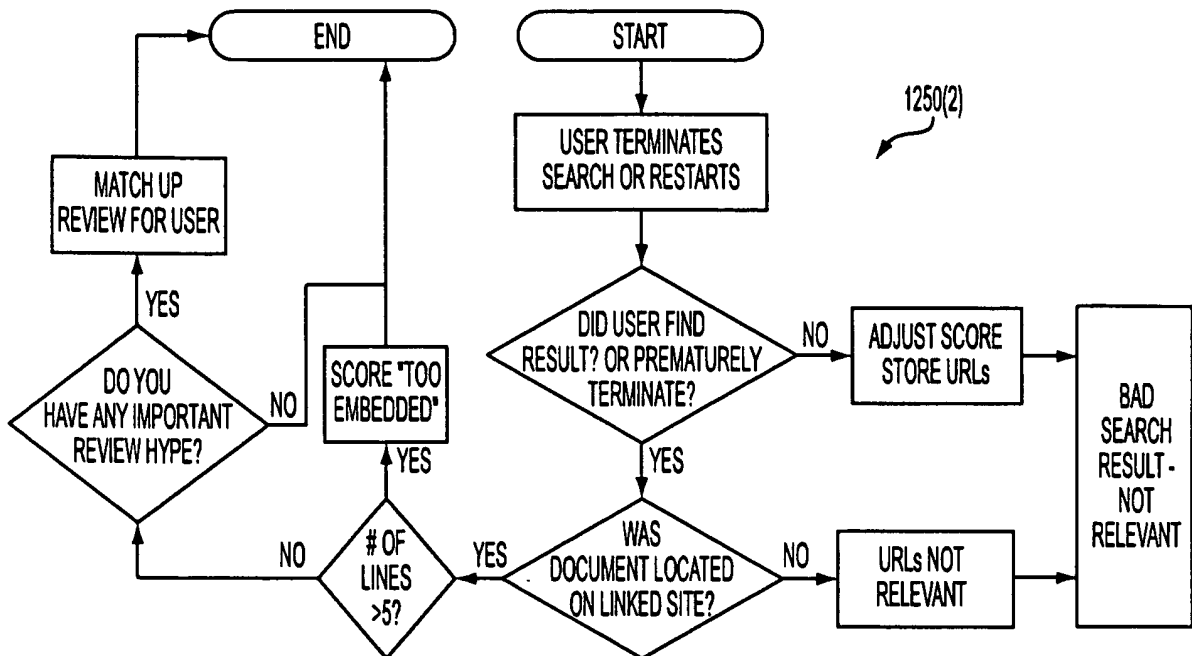 END
START
1250(2)
USER TERMINATES
SEARCH OR RESTARTS
MATCH UP
REVIEW FOR USER
YES
DID USER FIND
RESULT? OR PREMATURELY
TERMINATE?
NO
ADJUST SCORE
STORE URLs
SCORE "TOO
EMBEDDED"
DO YOU
HAVE ANY IMPORTANT
REVIEW HYPE?
NO
BAD
SEARCH
RESULT -
NOT
RELEVANT
YES
YES
# OF
LINES
>5?
NO
YES
WAS
DOCUMENT LOCATED
ON LINKED SITE?
NO
URLs NOT
RELEVANT